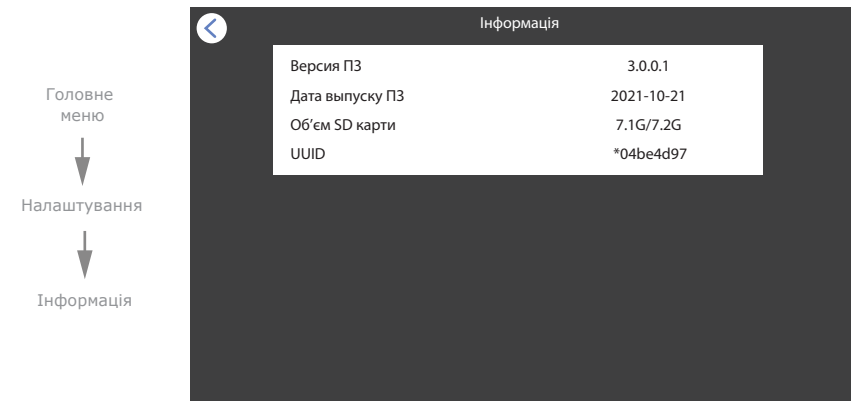 Головне
меню
Налаштування
Інформація
Інформація
Версия ПЗ 3.0.0.1
Дата выпуску ПЗ 2021-10-21
Об’єм SD карти 7.1G/7.2G
UUID *04be4d97